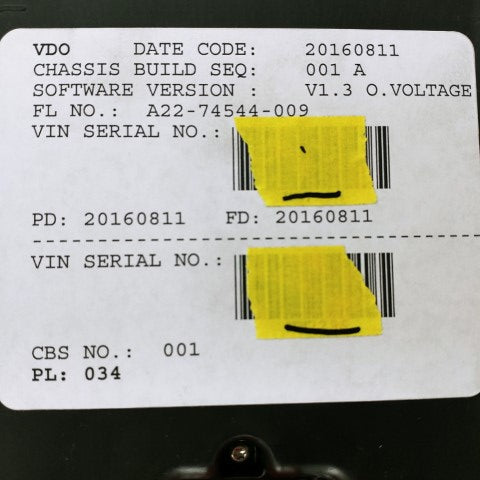 VDO DATE CODE: 20160811
CHASSIS BUILD SEQ: 001 A
SOFTWARE VERSION : V1.3 O.VOLTAGE
FL NO.: A22-74544-009
VIN SERIAL NO.:
PD: 20160811 FD: 20160811
VIN SERIAL NO.:
CBS NO.: 001
PL: 034